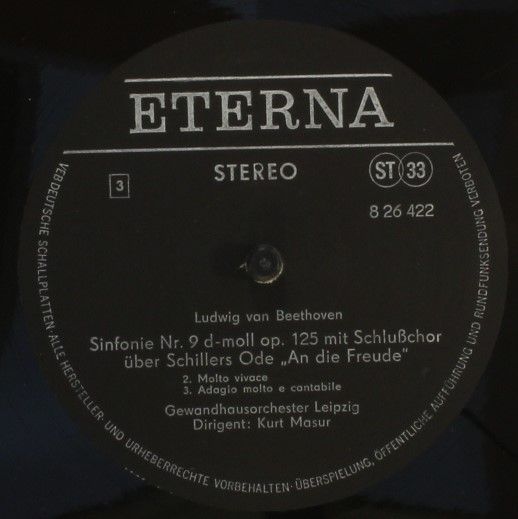 ETERNA
STEREO
ST 33
3
8 26 422
Ludwig van Beethoven
Sinfonie Nr. 9 d-moll op. 125 mit Schlußchor
über Schillers Ode „An die Freude“
2. Molto vivace
3. Adagio molto e cantabile
Gewandhausorchester Leipzig
Dirigent: Kurt Masur
VEB DEUTSCHE SCHALLPLATTEN · ALLE HERSTELLER- UND URHEBERRECHTE VORBEHALTEN · ÜBERSPIELUNG, ÖFFENTLICHE AUFFÜHRUNG UND RUNDFUNKSENDUNG VERBOTEN